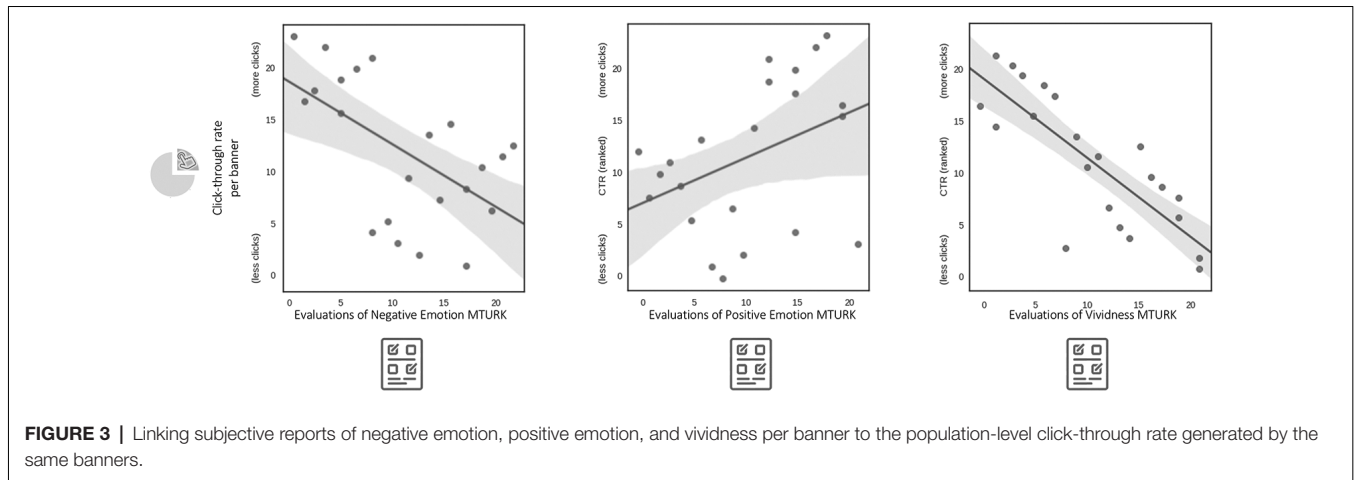 Click-through rate
per banner
(more clicks)
20
15
10
5
0
(less clicks)
0 5 10 15 20
Evaluations of Negative Emotion MTURK
(more clicks)
CTR (ranked)
(less clicks)
20
15
10
5
0
0 5 10 15 20
Evaluations of Positive Emotion MTURK
(more clicks)
CTR (ranked)
(less clicks)
20
15
10
5
0
0 5 10 15 20
Evaluations of Vividness MTURK
FIGURE 3 | Linking subjective reports of negative emotion, positive emotion, and vividness per banner to the population-level click-through rate generated by the
same banners.